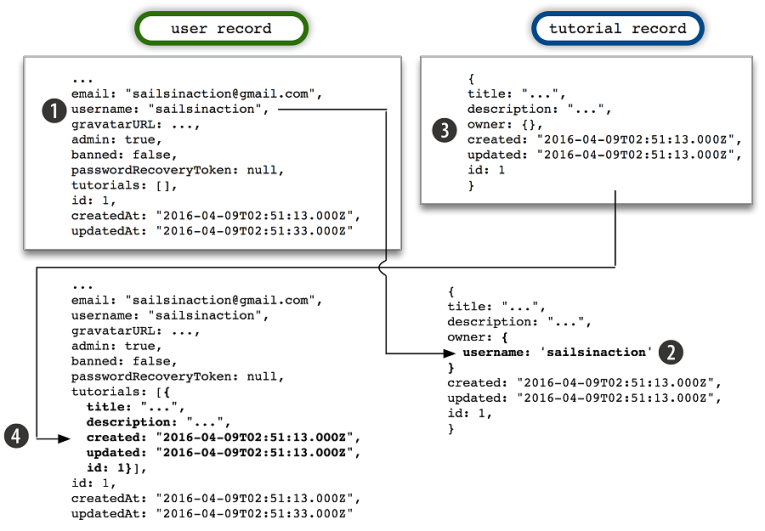 user record
tutorial record
...
email: "sailsinaction@gmail.com",
1
username: "sailsinaction",
gravatarURL: ...,
admin: true,
banned: false,
passwordRecoveryToken: null,
tutorials: [],
id: 1,
createdAt: "2016-04-09T02:51:13.000Z",
updatedAt: "2016-04-09T02:51:33.000Z"
{
title: "...",
description: "...",
3
owner: {},
created: "2016-04-09T02:51:13.000Z",
updated: "2016-04-09T02:51:13.000Z",
id: 1
}
...
email: "sailsinaction@gmail.com",
username: "sailsinaction",
gravatarURL: ...,
admin: true,
banned: false,
passwordRecoveryToken: null,
tutorials: [{
title: "...",
description: "...",
4
created: "2016-04-09T02:51:13.000Z",
updated: "2016-04-09T02:51:13.000Z",
id: 1}],
id: 1,
createdAt: "2016-04-09T02:51:13.000Z",
updatedAt: "2016-04-09T02:51:33.000Z"
{
title: "...",
description: "...",
owner: {
username: 'sailsinaction' 2
}
created: "2016-04-09T02:51:13.000Z",
updated: "2016-04-09T02:51:13.000Z",
id: 1,
}